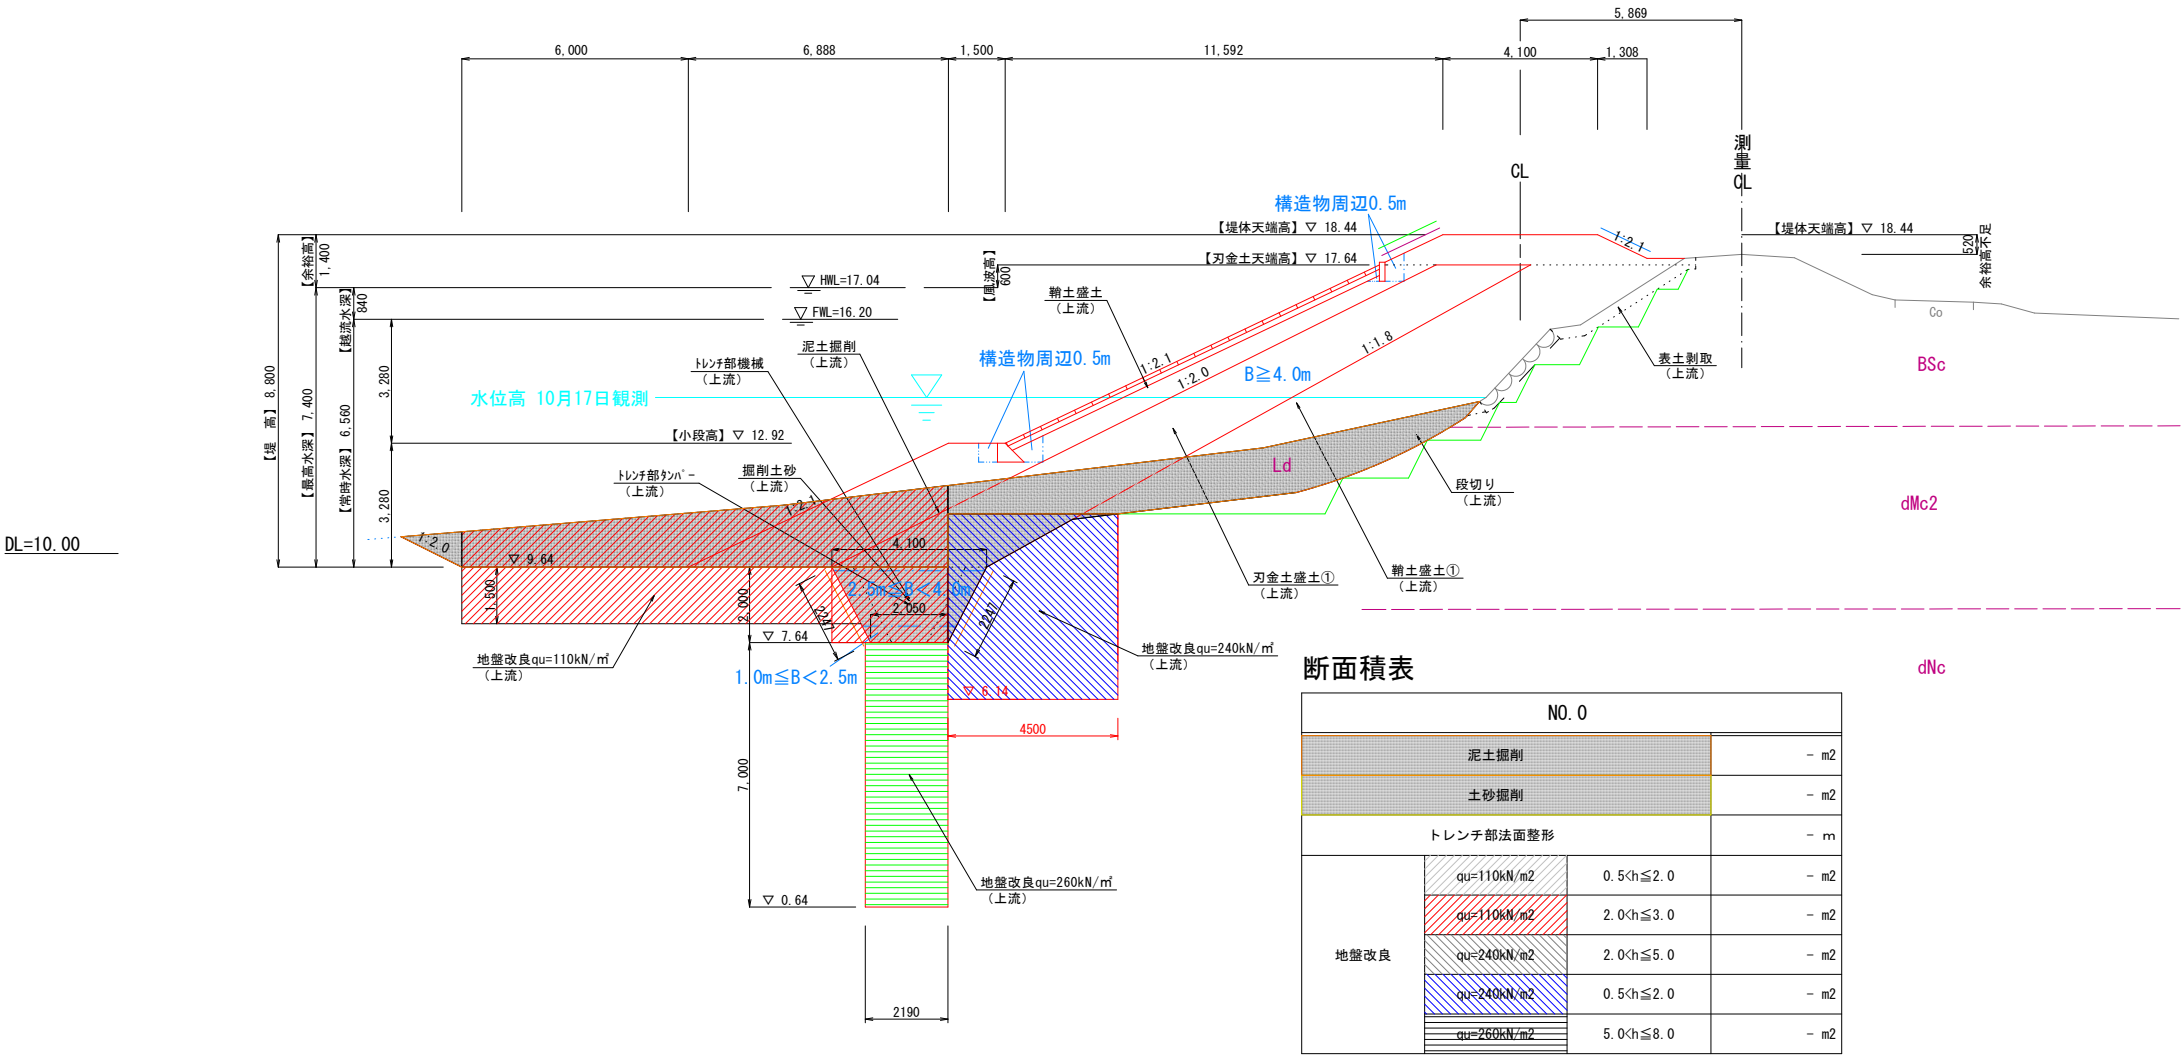 5,869
6,000
6,888
1,500
11,592
4,100
1,308
測量CL
CL
構造物周辺0.5m
【堤体天端高】▽ 18.44
【堤体天端高】▽ 18.44
1:2.1
520
余裕高不足
【余裕高】
1,400
【刃金土天端高】▽ 17.64
【風波高】
600
▽ HWL=17.04
840
【越流水深】
▽ FWL=16.20
鞘土盛土
(上流)
Co
泥土掘削
(上流)
構造物周辺0.5m
トレンチ部機械
(上流)
1:2.1
1:2.0
1:1.8
B≧4.0m
表土剥取
(上流)
BSc
【堤 高】 8,800
【最高水深】 7,400
【常時水深】 6,560
3,280
水位高 10月17日観測
【小段高】▽ 12.92
トレンチ部タンパー
(上流)
掘削土砂
(上流)
Ld
段切り
(上流)
dMc2
1:2.1
3,280
DL=10.00
1:2.0
▽ 9.64
4,100
1,500
2,000
2.5m≦B<4.0m
2,050
2247
2247
刃金土盛土①
(上流)
鞘土盛土①
(上流)
▽ 7.64
地盤改良qu=110kN/㎡
(上流)
1.0m≦B<2.5m
地盤改良qu=240kN/㎡
(上流)
▽ 6.14
4500
dNc
7,000
地盤改良qu=260kN/㎡
(上流)
▽ 0.64
2190
断面積表
NO.0
泥土掘削 - m2
土砂掘削 - m2
トレンチ部法面整形 - m
地盤改良
qu=110kN/m2 0.5<h≦2.0 - m2
qu=110kN/m2 2.0<h≦3.0 - m2
qu=240kN/m2 2.0<h≦5.0 - m2
qu=240kN/m2 0.5<h≦2.0 - m2
qu=260kN/m2 5.0<h≦8.0 - m2